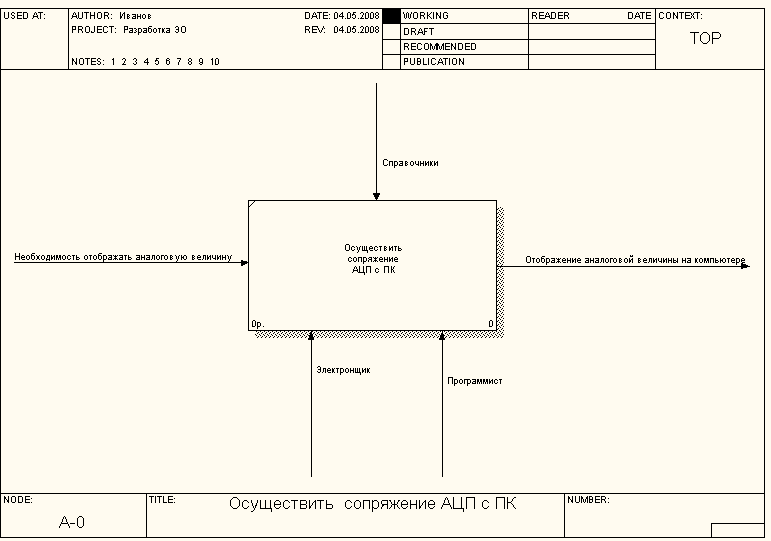 USED AT:
AUTHOR: Иванов
DATE: 04.05.2008
WORKING
READER
DATE
CONTEXT:
PROJECT: Разработка ЭО
REV: 04.05.2008
DRAFT
TOP
RECOMMENDED
NOTES: 1 2 3 4 5 6 7 8 9 10
PUBLICATION
Справочники
Необходимость отображать аналоговую величину
Осуществить
сопряжение
АЦП с ПК
Отображение аналоговой величины на компьютере
0р.
0
Электронщик
Программист
NODE:
A-0
TITLE:
Осуществить сопряжение АЦП с ПК
NUMBER: